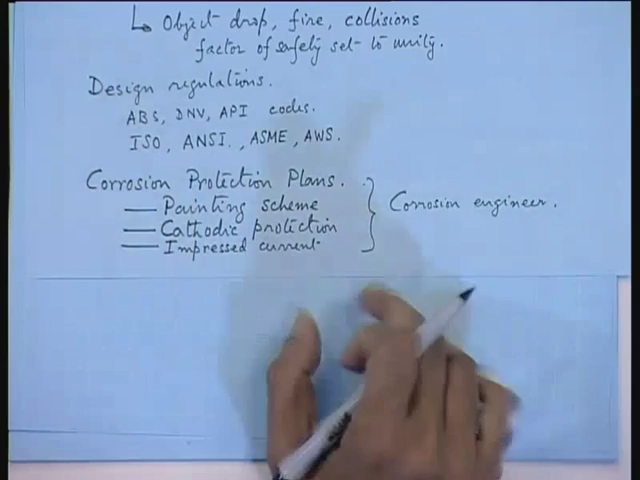 ↳ Object drop, fire, collisions
factor of safety set to unity.
Design regulations.
ABS, DNV, API codes.
ISO, ANSI., ASME, AWS.
Corrosion Protection Plans.
— Painting scheme
— Cathodic protection } Corrosion engineer.
— Impressed current